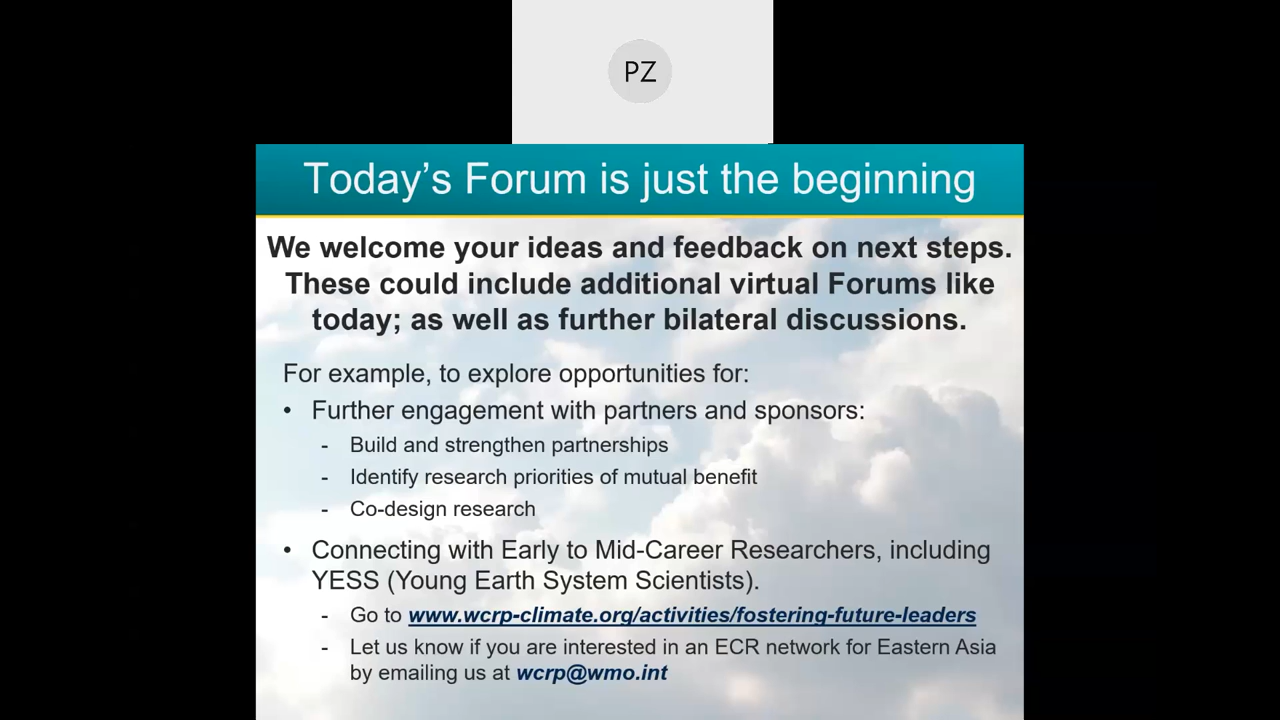 PZ
Today’s Forum is just the beginning
We welcome your ideas and feedback on next steps.
These could include additional virtual Forums like
today; as well as further bilateral discussions.
For example, to explore opportunities for:
• Further engagement with partners and sponsors:
- Build and strengthen partnerships
- Identify research priorities of mutual benefit
- Co-design research
• Connecting with Early to Mid-Career Researchers, including
YESS (Young Earth System Scientists).
- Go to www.wcrp-climate.org/activities/fostering-future-leaders
- Let us know if you are interested in an ECR network for Eastern Asia
by emailing us at wcrp@wmo.int